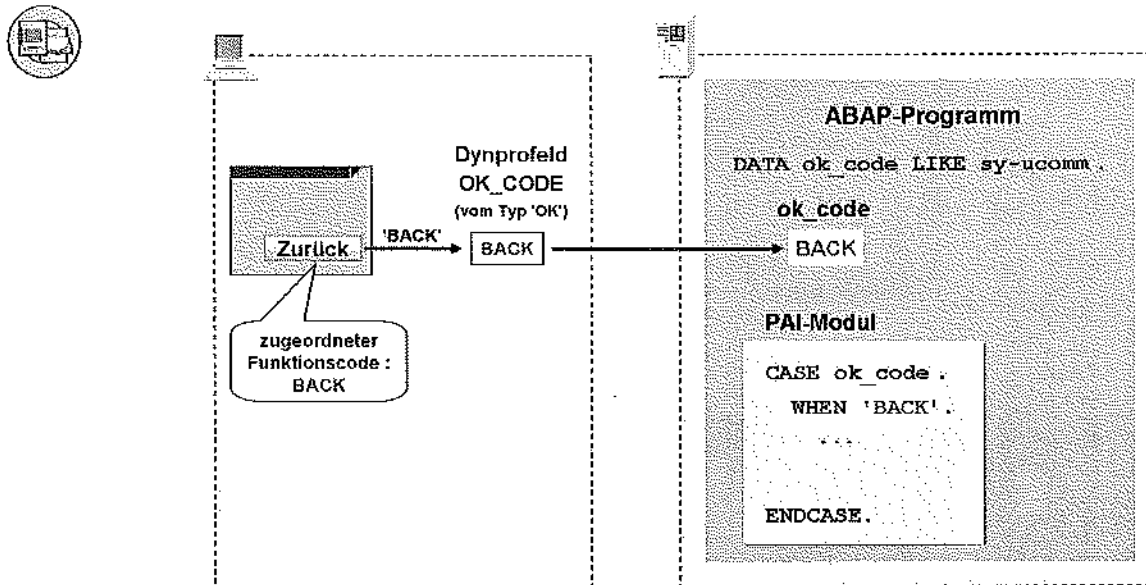 Zurück
'BACK'
Dynprofeld
OK_CODE
(vom Typ 'OK')
BACK
zugeordneter
Funktionscode :
BACK
ABAP-Programm
DATA ok_code LIKE sy-ucomm .
ok_code
BACK
PAI-Modul
CASE ok_code .
WHEN 'BACK'.
...
ENDCASE.